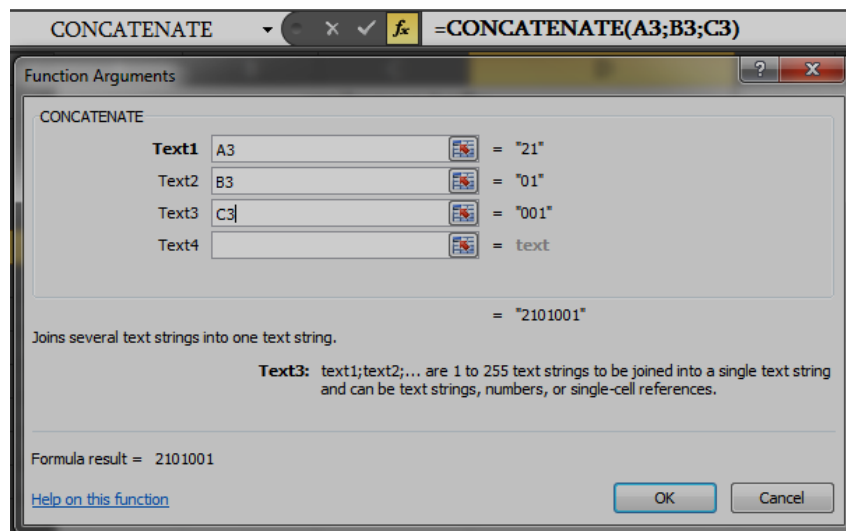 CONCATENATE fx =CONCATENATE(A3;B3;C3)
Function Arguments ? X
CONCATENATE
Text1 A3 = "21"
Text2 B3 = "01"
Text3 C3 = "001"
Text4 = text
= "2101001"
Joins several text strings into one text string.
Text3: text1;text2;... are 1 to 255 text strings to be joined into a single text string
and can be text strings, numbers, or single-cell references.
Formula result = 2101001
Help on this function OK Cancel